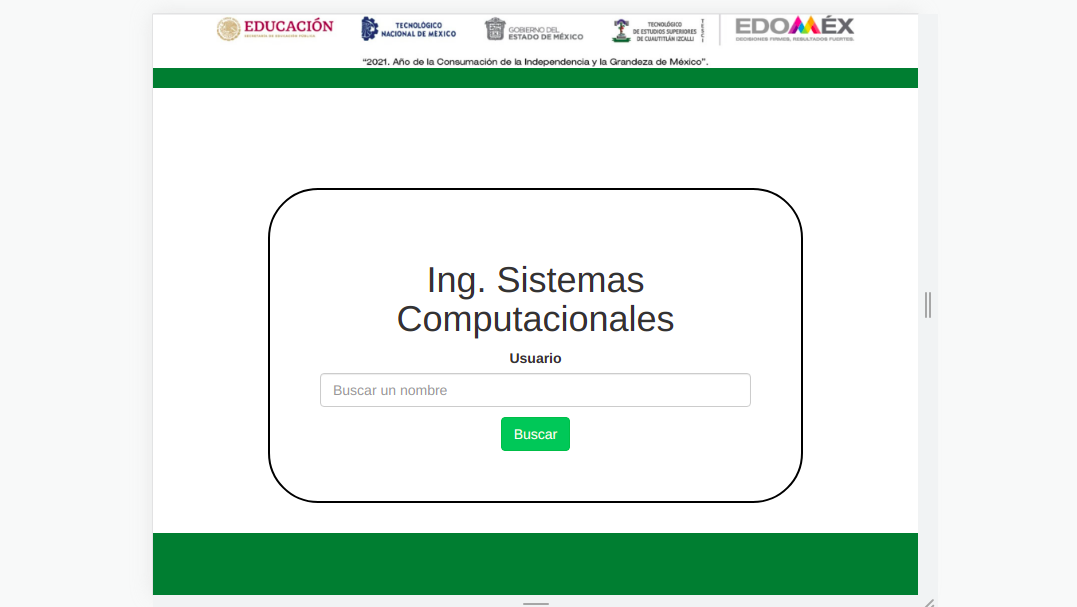 EDUCACIÓN
SECRETARÍA DE EDUCACIÓN PÚBLICA
TECNOLÓGICO
NACIONAL DE MÉXICO
GOBIERNO DEL
ESTADO DE MÉXICO
TECNOLÓGICO
DE ESTUDIOS SUPERIORES
DE CUAUTITLÁN IZCALLI
TESCI
EDOMÉX
DECISIONES FIRMES, RESULTADOS FUERTES.
“2021. Año de la Consumación de la Independencia y la Grandeza de México”.
Ing. Sistemas
Computacionales
Usuario
Buscar un nombre
Buscar